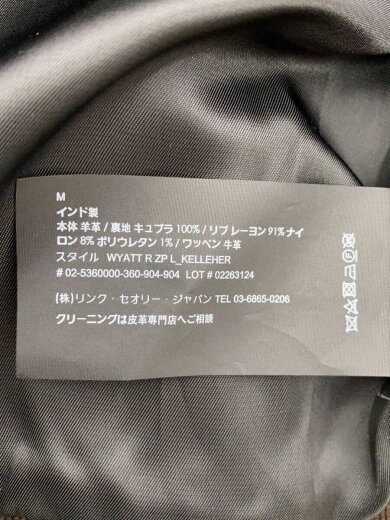 M
インド製
本体 羊革 / 裏地 キュプラ 100% / リブ レーヨン 91% ナイ
ロン 8% ポリウレタン 1% / ワッペン 牛革
スタイル WYATT R ZP L_KELLEHER
# 02-5360000-360-904-904 LOT # 02263124
(株)リンク・セオリー・ジャパン TEL 03-6865-0206
クリーニングは皮革専門店へご相談